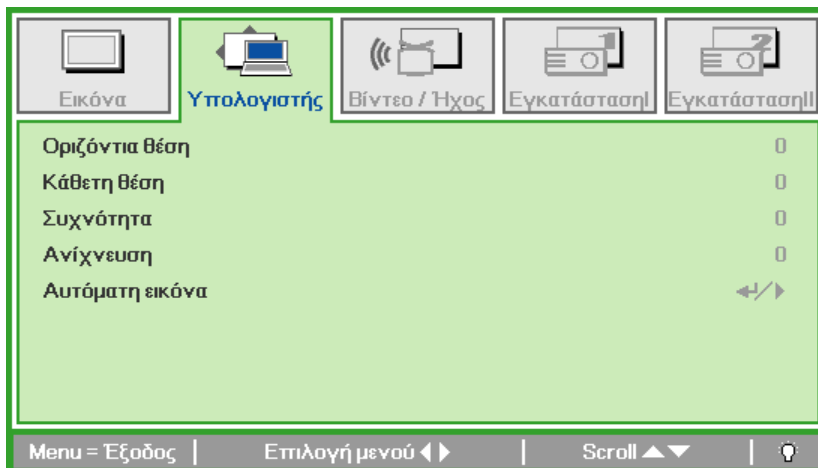 Εικόνα Υπολογιστής Βίντεο / Ήχος ΕγκατάστασηI ΕγκατάστασηII
Οριζόντια θέση 0
Κάθετη θέση 0
Συχνότητα 0
Ανίχνευση 0
Αυτόματη εικόνα
Menu = Έξοδος | Επιλογή μενού | Scroll |